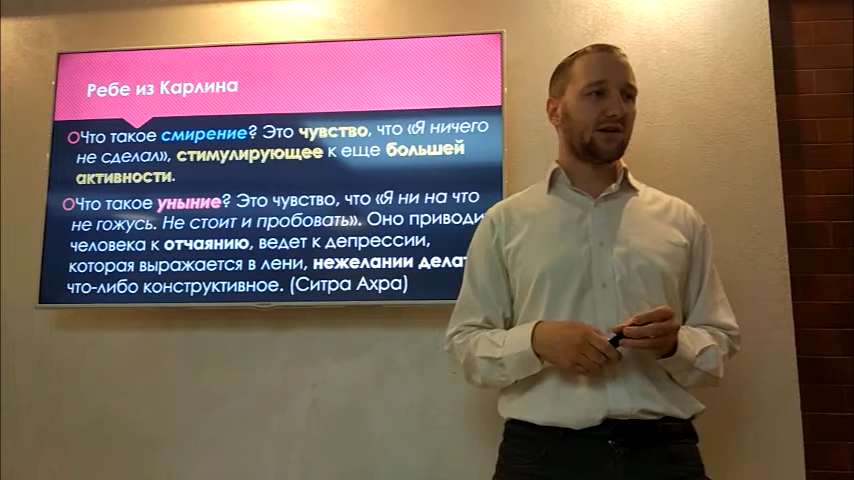 Ребе из Карлина
Что такое смирение? Это чувство, что «Я ничего
не сделал», стимулирующее к еще большей
активности.
Что такое уныние? Это чувство, что «Я ни на что
не гожусь. Не стоит и пробовать». Оно приводи
человека к отчаянию, ведет к депрессии,
которая выражается в лени, нежелании делат
что-либо конструктивное. (Ситра Ахра)